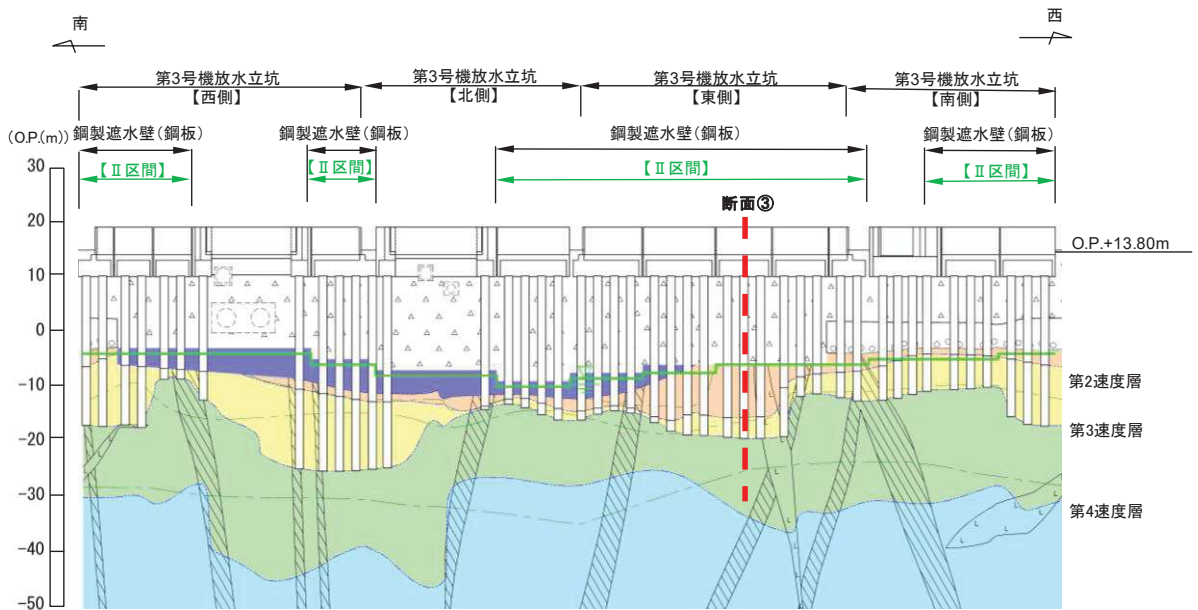 南
西
第3号機放水立坑
【西側】
第3号機放水立坑
【北側】
第3号機放水立坑
【東側】
第3号機放水立坑
【南側】
(O.P.(m))
鋼製遮水壁(鋼板)
鋼製遮水壁(鋼板)
鋼製遮水壁(鋼板)
鋼製遮水壁(鋼板)
【Ⅱ区間】
【Ⅱ区間】
【Ⅱ区間】
【Ⅱ区間】
断面③
30
20
10
0
-10
-20
-30
-40
-50
O.P.+13.80m
第2速度層
第3速度層
第4速度層